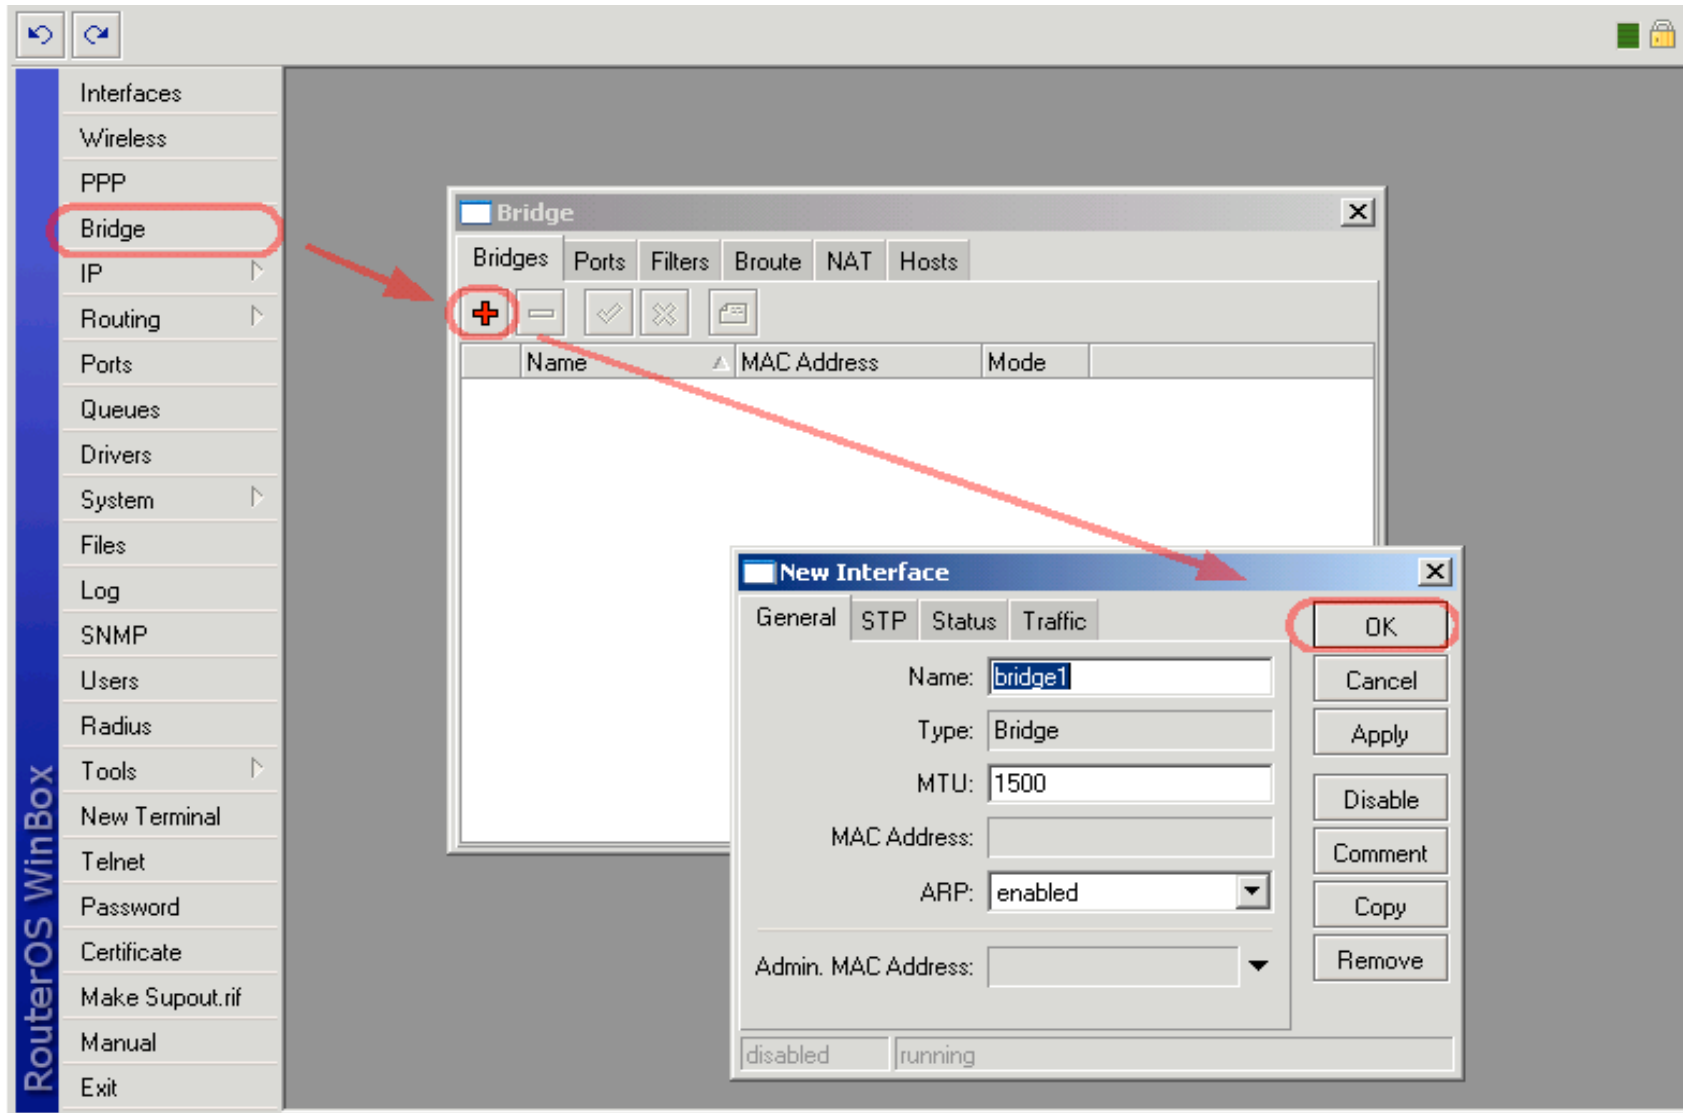 Interfaces
Wireless
PPP
Bridge
IP
Routing
Ports
Queues
Drivers
System
Files
Log
SNMP
Users
Radius
Tools
New Terminal
Telnet
Password
Certificate
Make Supout.rif
Manual
Exit
RouterOS WinBox
Bridge
Bridges Ports Filters Broute NAT Hosts
Name MAC Address Mode
New Interface
General STP Status Traffic
Name: bridge1
Type: Bridge
MTU: 1500
MAC Address:
ARP: enabled
Admin. MAC Address:
OK
Cancel
Apply
Disable
Comment
Copy
Remove
disabled running